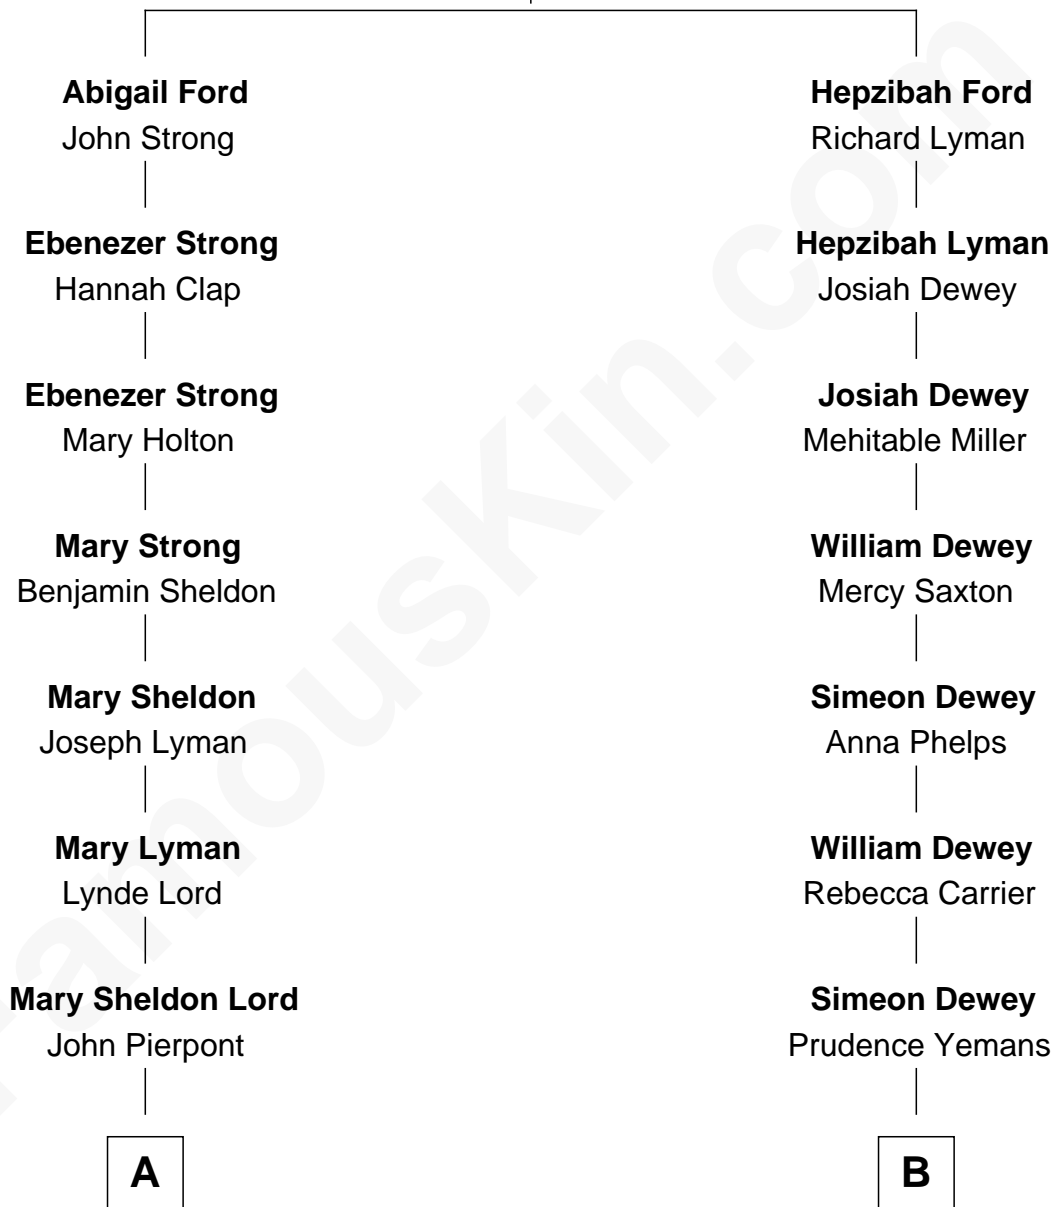 Abigail Ford
John Strong
Hepzibah Ford
Richard Lyman
Ebenezer Strong
Hannah Clap
Hepzibah Lyman
Josiah Dewey
Ebenezer Strong
Mary Holton
Josiah Dewey
Mehitable Miller
Mary Strong
Benjamin Sheldon
William Dewey
Mercy Saxton
Mary Sheldon
Joseph Lyman
Simeon Dewey
Anna Phelps
Mary Lyman
Lynde Lord
William Dewey
Rebecca Carrier
Mary Sheldon Lord
John Pierpont
Simeon Dewey
Prudence Yemans
A
B
FamousKin.com